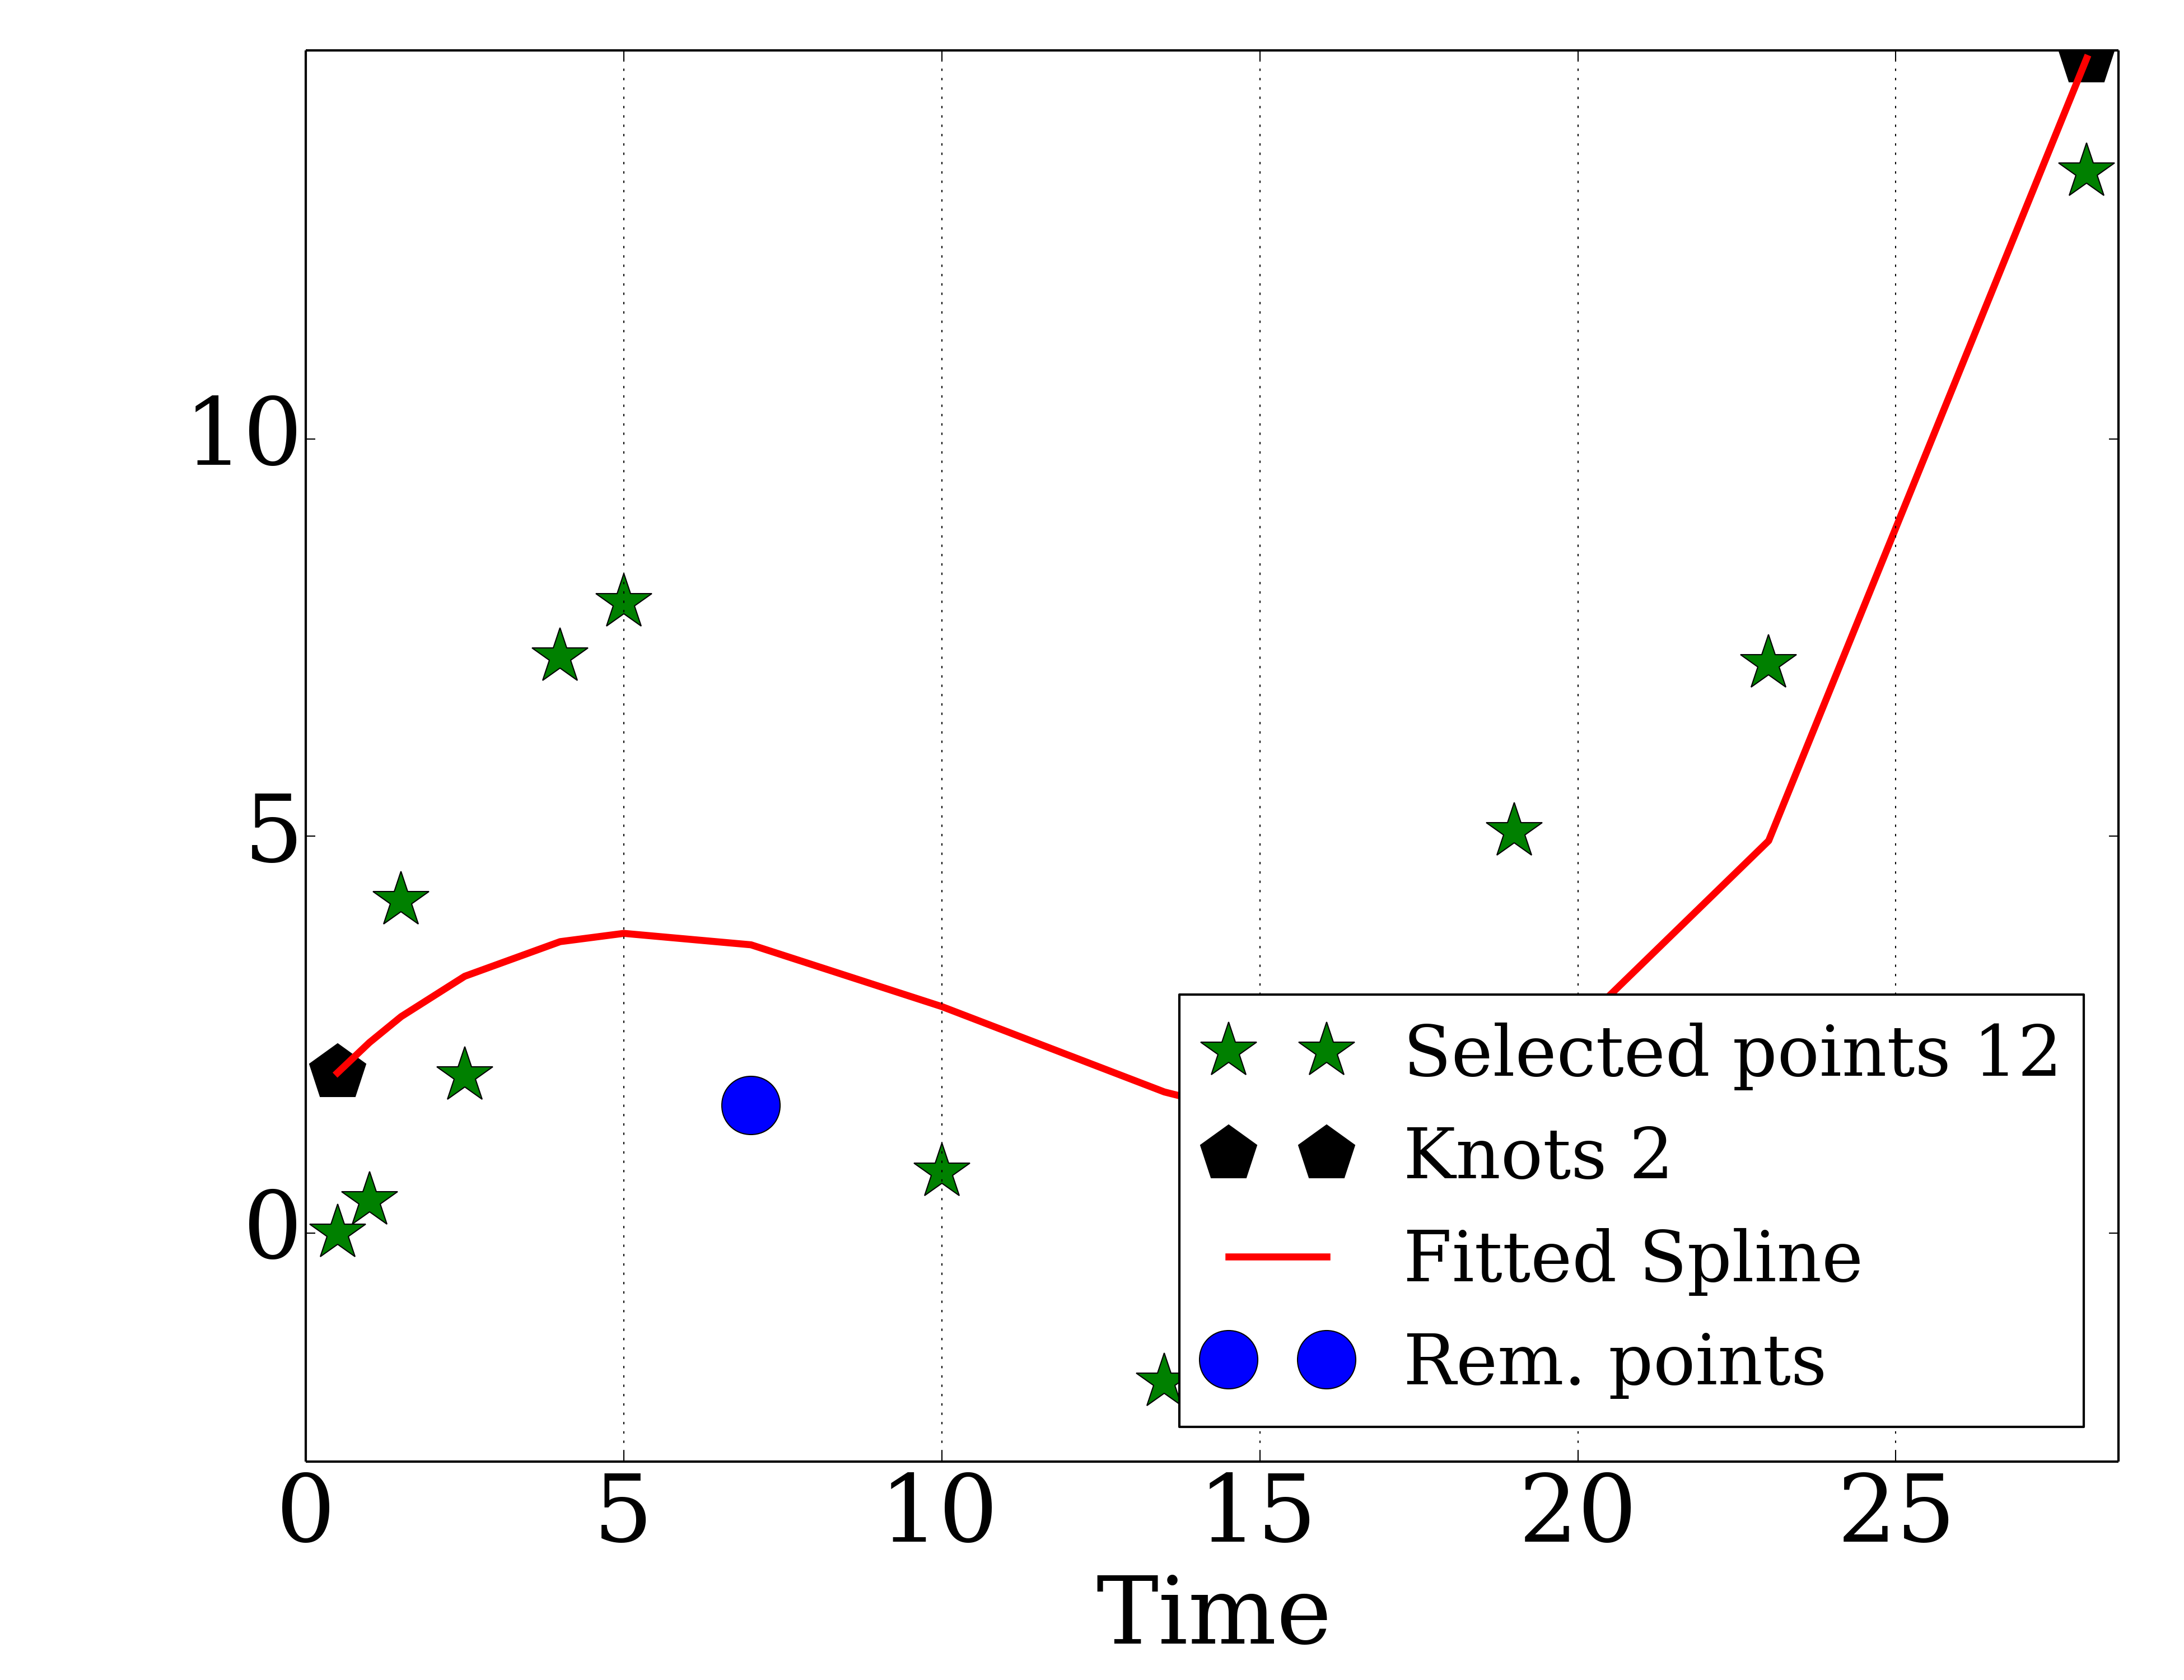 10
5
0
Selected points 12
Knots 2
Fitted Spline
Rem. points
0 5 10 15 20 25
Time